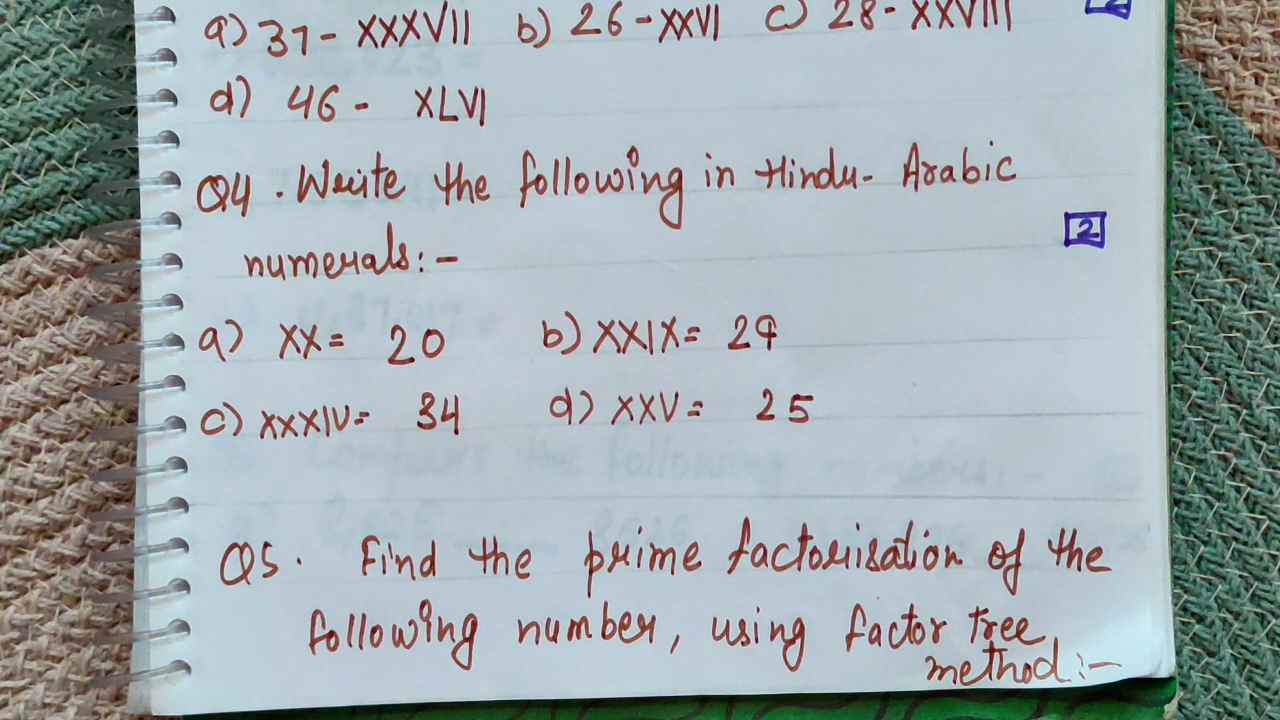 a) 37 - XXXVII b) 26 - XXVI c) 28 - XXVIII
d) 46 - XLVI
Q4. Write the following in Hindu- Arabic
numerals:-
2
a) XX = 20 b) XXIX = 29
c) XXXIV = 34 d) XXV = 25
Q5. Find the prime factorisation of the
following number, using factor tree
method:-